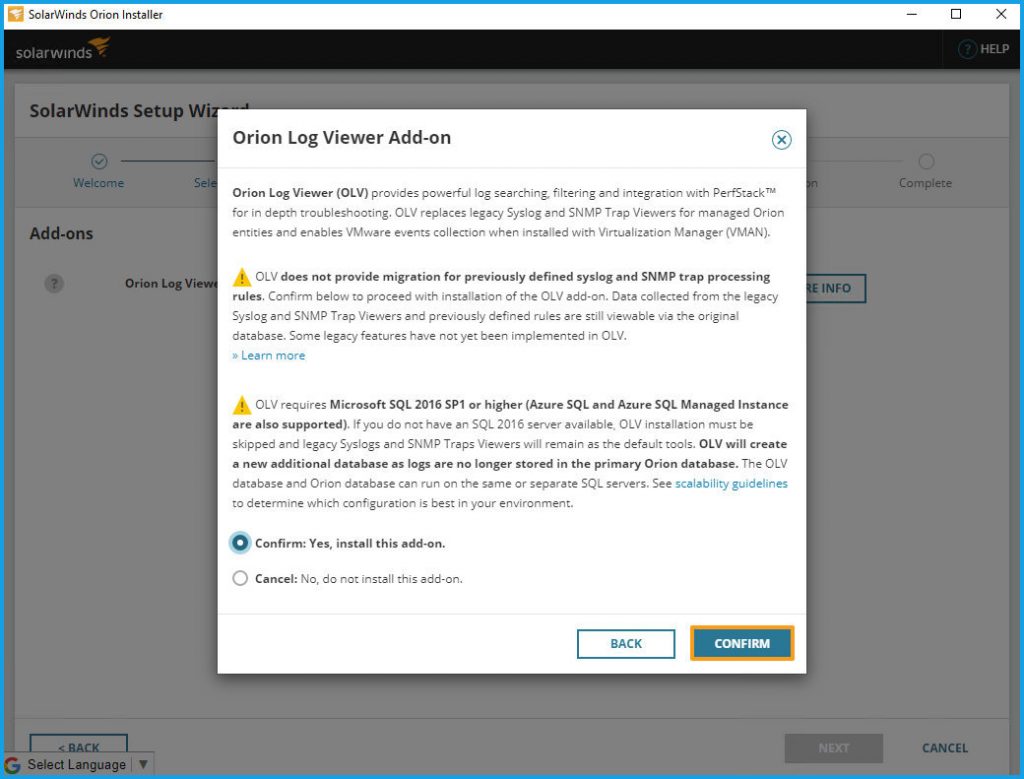 SolarWinds Orion Installer
solarwinds
? HELP
SolarWinds Setup Wizard
Orion Log Viewer Add-on
Welcome
Complete
Add-ons
? Orion Log
Orion Log Viewer (OLV) provides powerful log searching, filtering and integration with PerfStack™
for in depth troubleshooting. OLV replaces legacy Syslog and SNMP Trap Viewers for managed Orion
entities and enables VMware events collection when installed with Virtualization Manager (VMAN).
OLV does not provide migration for previously defined syslog and SNMP trap processing
rules. Confirm below to proceed with installation of the OLV add-on. Data collected from the legacy
Syslog and SNMP Trap Viewers and previously defined rules are still viewable via the original
database. Some legacy features have not yet been implemented in OLV.
» Learn more
INFO
OLV requires Microsoft SQL 2016 SP1 or higher (Azure SQL and Azure SQL Managed Instance
are also supported). If you do not have an SQL 2016 server available, OLV installation must be
skipped and legacy Syslogs and SNMP Traps Viewers will remain as the default tools. OLV will create
a new additional database as logs are no longer stored in the primary Orion database. The OLV
database and Orion database can run on the same or separate SQL servers. See scalability guidelines
to determine which configuration is best in your environment.
Confirm: Yes, install this add-on.
Cancel: No, do not install this add-on.
BACK
CONFIRM
< BACK
NEXT
CANCEL
G Select Language ▼